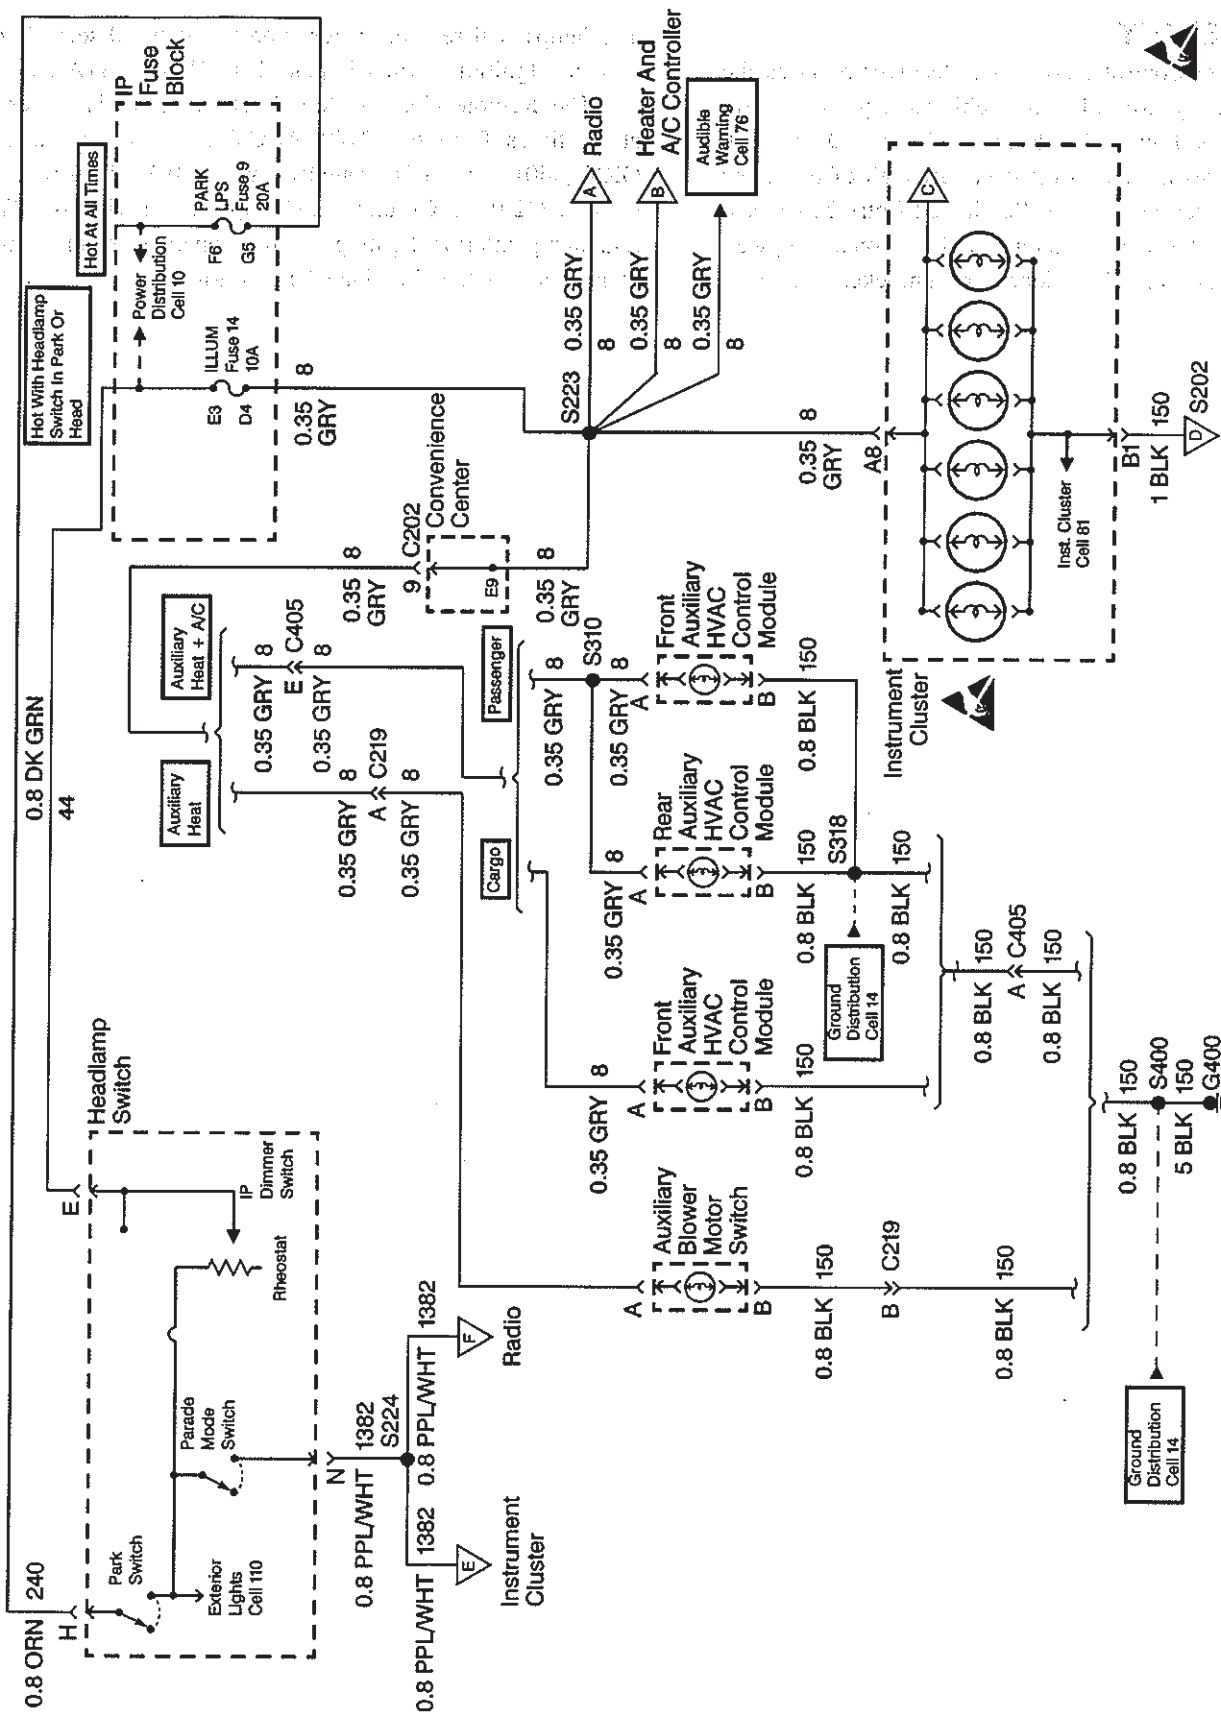 0.8 ORN 240
H
Park
Switch
Exterior
Lights
Cell 110
Parade
Mode
Switch
Headlamp
Switch
E
IP
Dimmer
Switch
Rheostat
N
0.8 PPL/WHT 1382
S224
0.8 PPL/WHT 1382
E
Instrument
Cluster
0.8 PPL/WHT 1382
F
Radio
0.8 DK GRN
44
Hot With Headlamp
Switch In Park Or
Head
Hot At All Times
IP
Fuse
Block
Power
Distribution
Cell 10
E3
D4
ILLUM
Fuse 14
10A
F6
G5
PARK
LPS
Fuse 9
20A
0.35
GRY
8
Auxiliary
Heat
Auxiliary
Heat + A/C
0.35 GRY 8
E C405
0.35 GRY 8
0.35 GRY 8
A C219
0.35 GRY 8
0.35
GRY
8
9 C202
Convenience
Center
E9
0.35
GRY
8
S223
0.35 GRY
8
A
Radio
0.35 GRY
8
B
Heater And
A/C Controller
0.35 GRY
8
Audible
Warning
Cell 76
Cargo
Passenger
0.35 GRY 8
S310
0.35 GRY 8
0.35 GRY 8
0.35 GRY 8
A
Auxiliary
Blower
Motor
Switch
B
A
Front
Auxiliary
HVAC
Control
Module
B
A
Rear
Auxiliary
HVAC
Control
Module
B
A
Front
Auxiliary
HVAC
Control
Module
B
0.8 BLK 150
B C219
0.8 BLK 150
0.8 BLK 150
0.8 BLK 150
0.8 BLK 150
S318
Ground
Distribution
Cell 14
0.8 BLK 150
0.8 BLK 150
A C405
0.8 BLK 150
0.8 BLK 150
S400
5 BLK 150
G400
Ground
Distribution
Cell 14
0.35
GRY
8
A8
Instrument
Cluster
C
Inst. Cluster
Cell 81
B1
1 BLK 150
D
S202